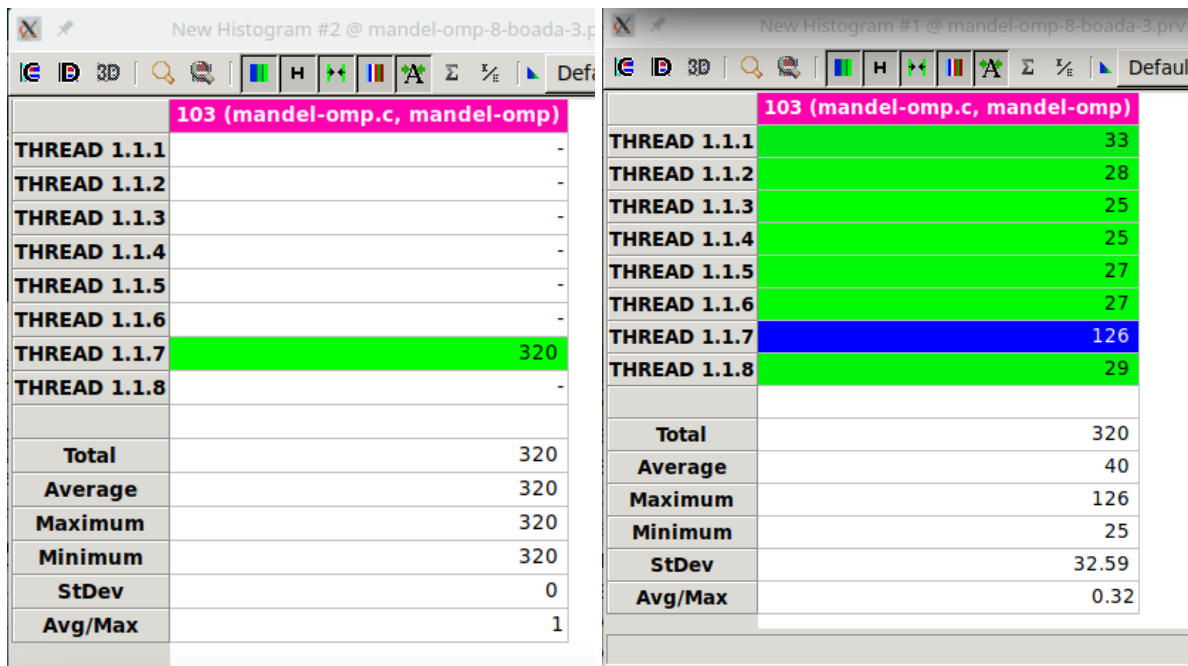 New Histogram #2 @ mandel-omp-8-boada-3.p
3D Σ Defa
103 (mandel-omp.c, mandel-omp)
THREAD 1.1.1 -
THREAD 1.1.2 -
THREAD 1.1.3 -
THREAD 1.1.4 -
THREAD 1.1.5 -
THREAD 1.1.6 -
THREAD 1.1.7 320
THREAD 1.1.8 -
Total 320
Average 320
Maximum 320
Minimum 320
StDev 0
Avg/Max 1
New Histogram #1 @ mandel-omp-8-boada-3.prv
3D Σ Defaul
103 (mandel-omp.c, mandel-omp)
THREAD 1.1.1 33
THREAD 1.1.2 28
THREAD 1.1.3 25
THREAD 1.1.4 25
THREAD 1.1.5 27
THREAD 1.1.6 27
THREAD 1.1.7 126
THREAD 1.1.8 29
Total 320
Average 40
Maximum 126
Minimum 25
StDev 32.59
Avg/Max 0.32